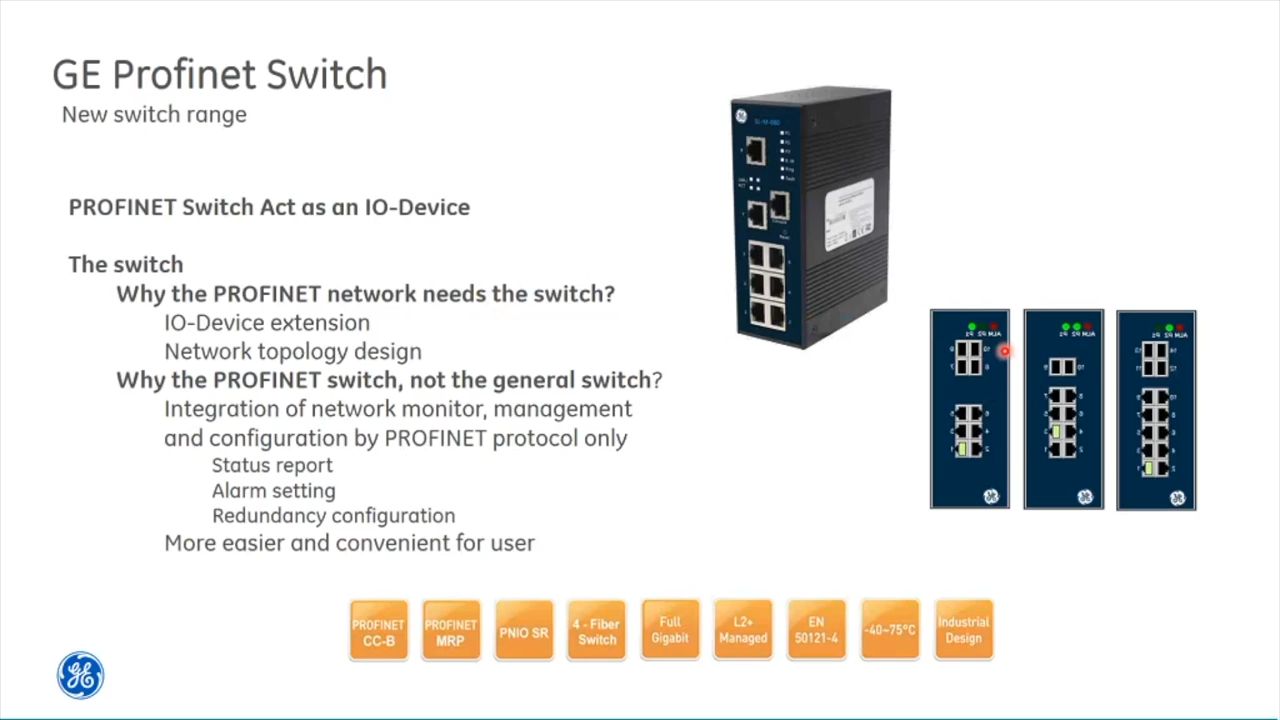 GE Profinet Switch
New switch range
PROFINET Switch Act as an IO-Device
The switch
Why the PROFINET network needs the switch?
IO-Device extension
Network topology design
Why the PROFINET switch, not the general switch?
Integration of network monitor, management
and configuration by PROFINET protocol only
Status report
Alarm setting
Redundancy configuration
More easier and convenient for user
PROFINET
CC-B
PROFINET
MRP
PNIO SR
4 - Fiber
Switch
Full
Gigabit
L2+
Managed
EN
50121-4
-40~75°C
Industrial
Design